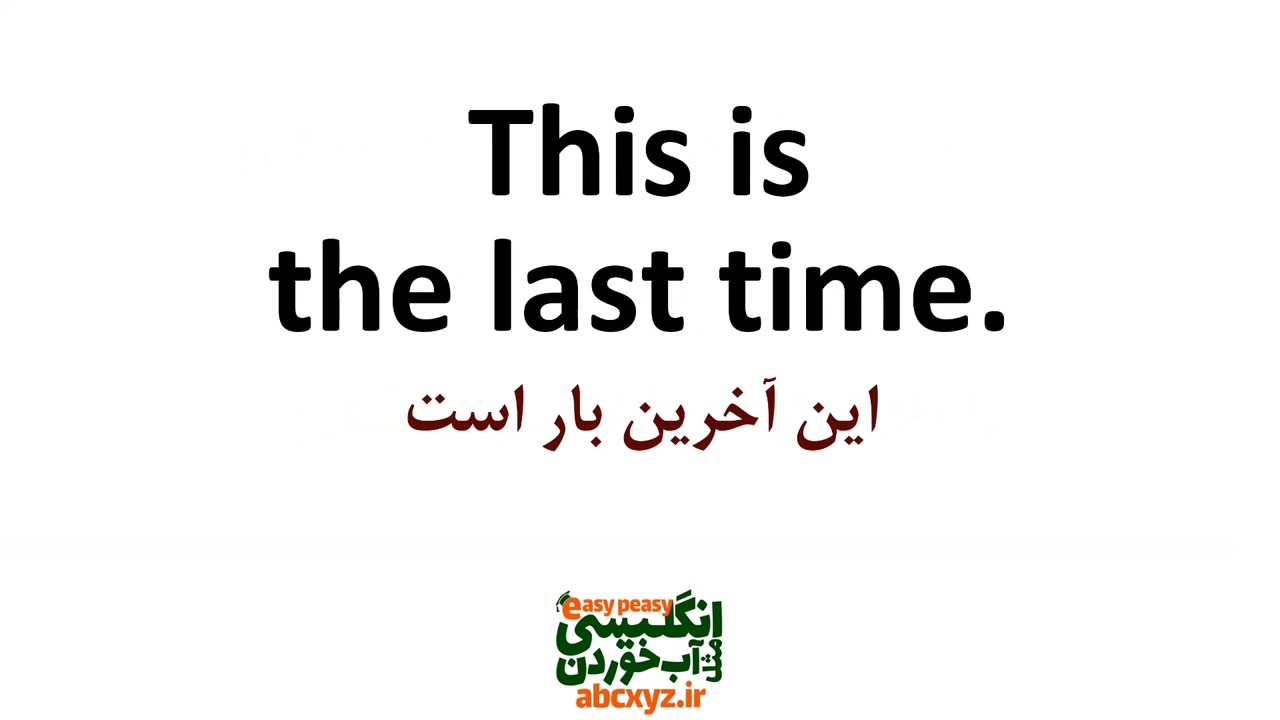 This is
the last time.
این آخرین بار است
easy peasy
انگلیسی
مثل
آب خوردن
abcxyz.ir